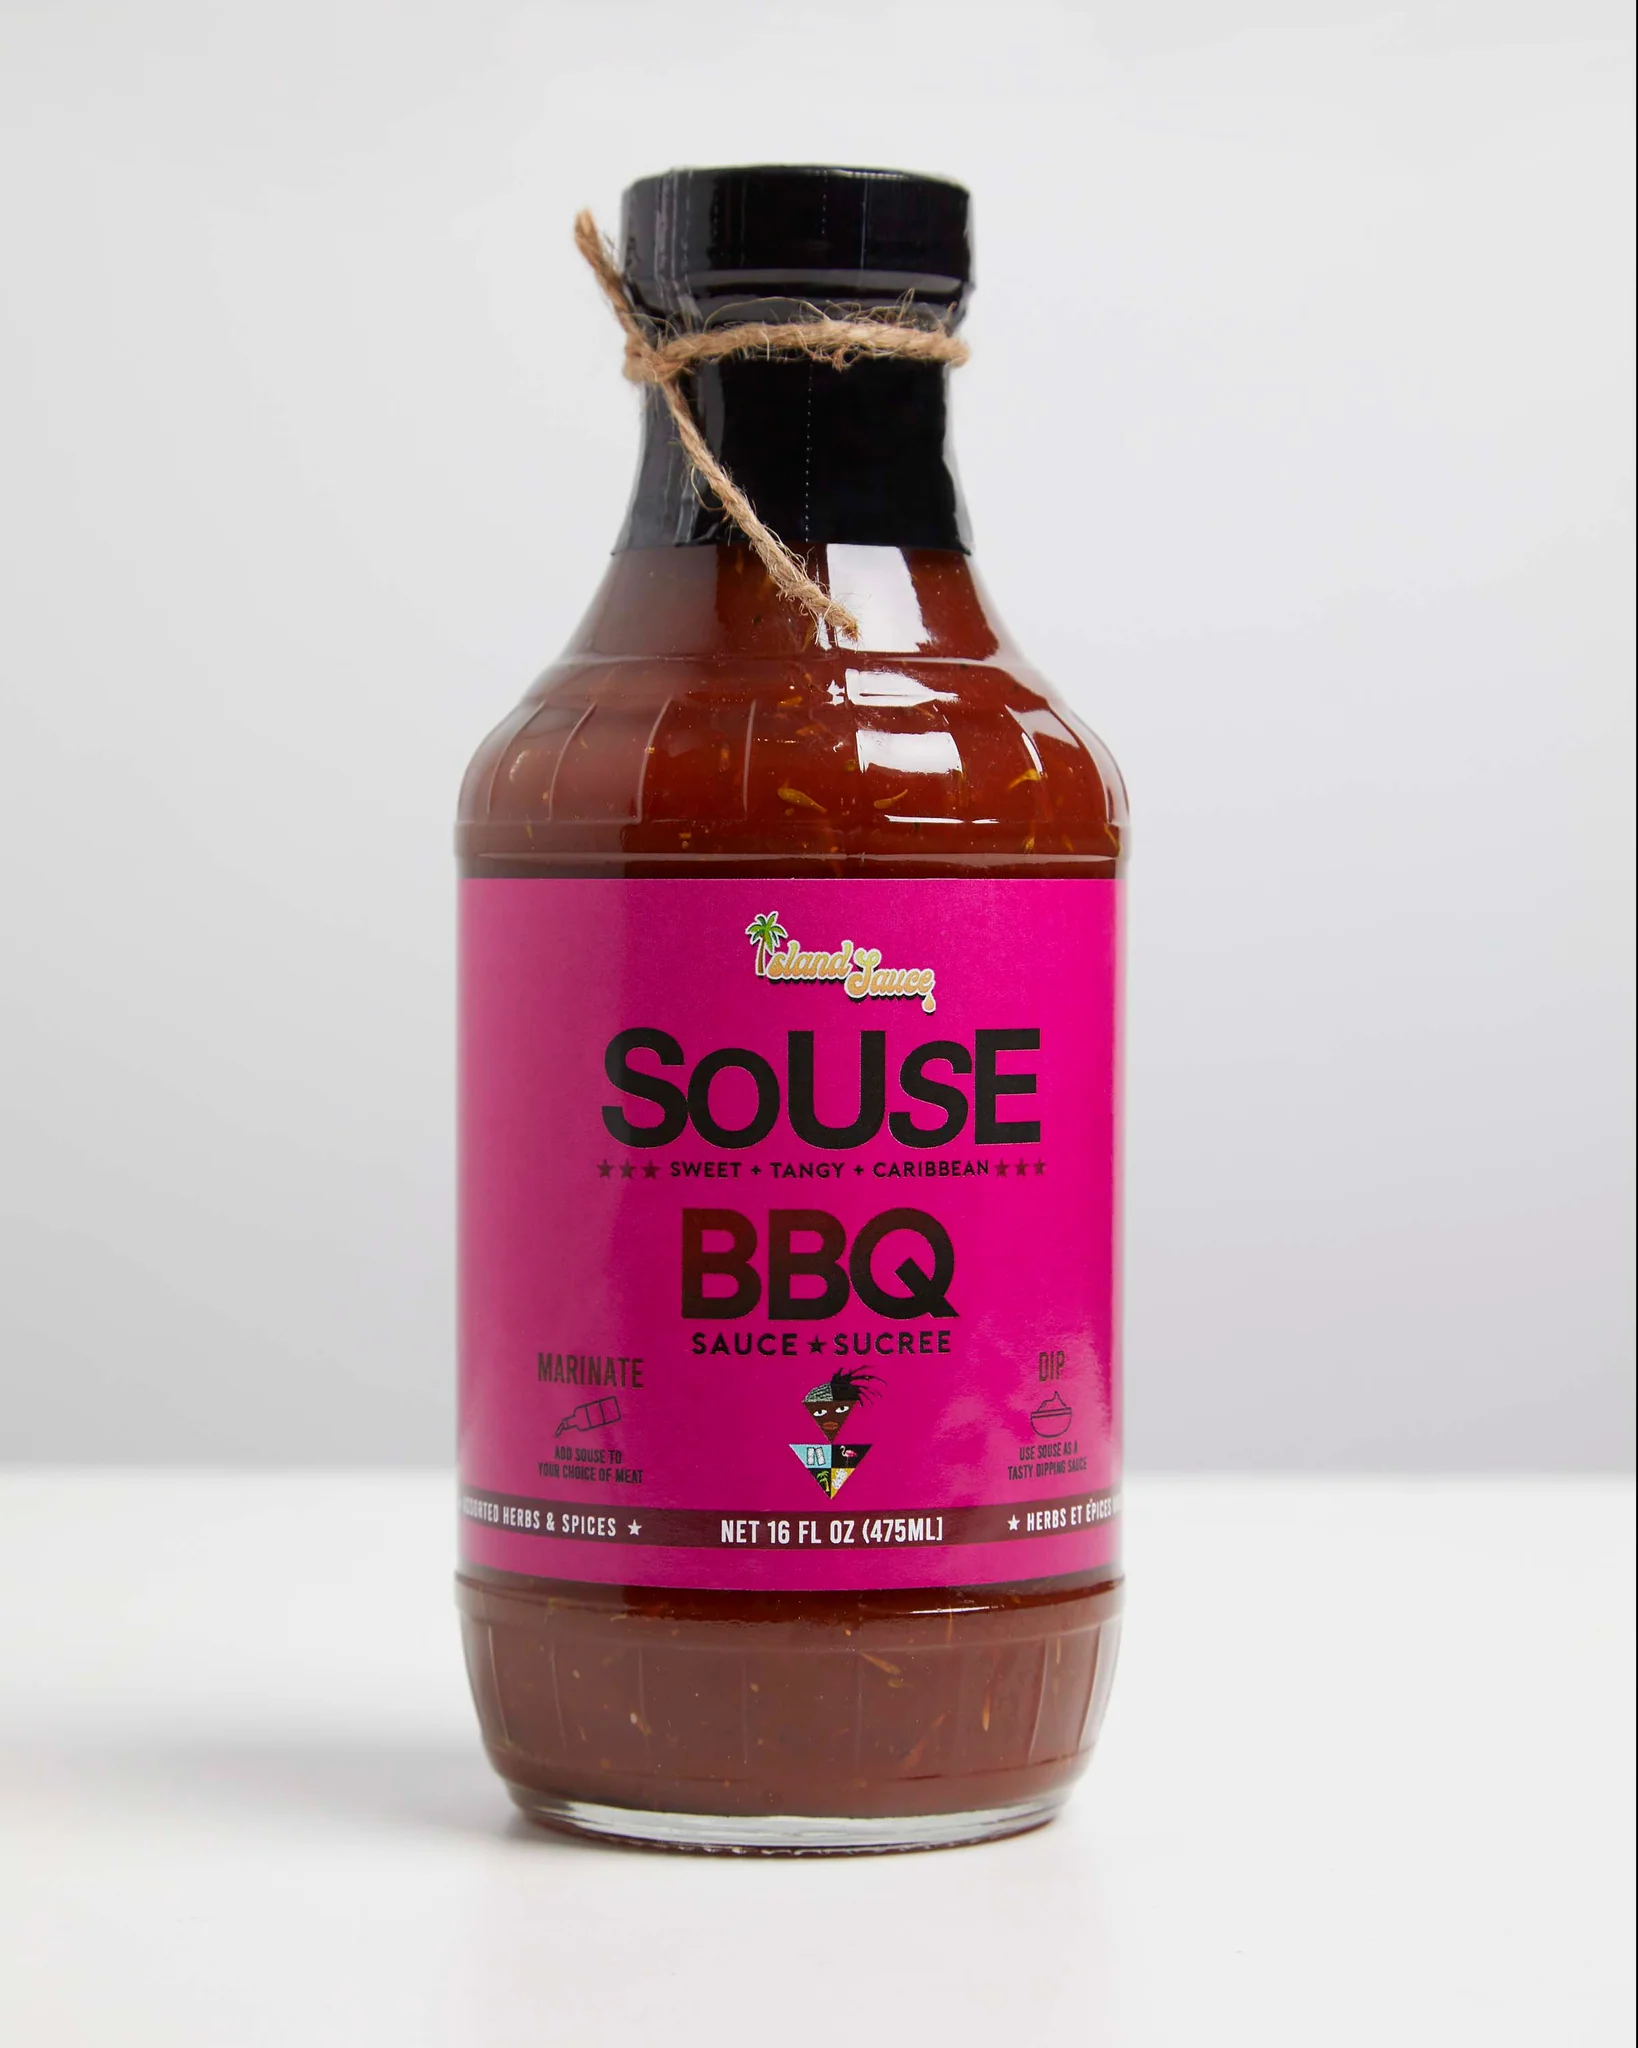 Island Sauce
SoUsE
★★★ SWEET + TANGY + CARIBBEAN ★★★
BBQ
SAUCE ★ SUCREE
MARINATE
ADD SOUSE TO
YOUR CHOICE OF MEAT
DIP
USE SOUSE AS A
TASTY DIPPING SAUCE
HERBS & SPICES ★
NET 16 FL OZ (475ML]
★ HERBS ET ÉPICES